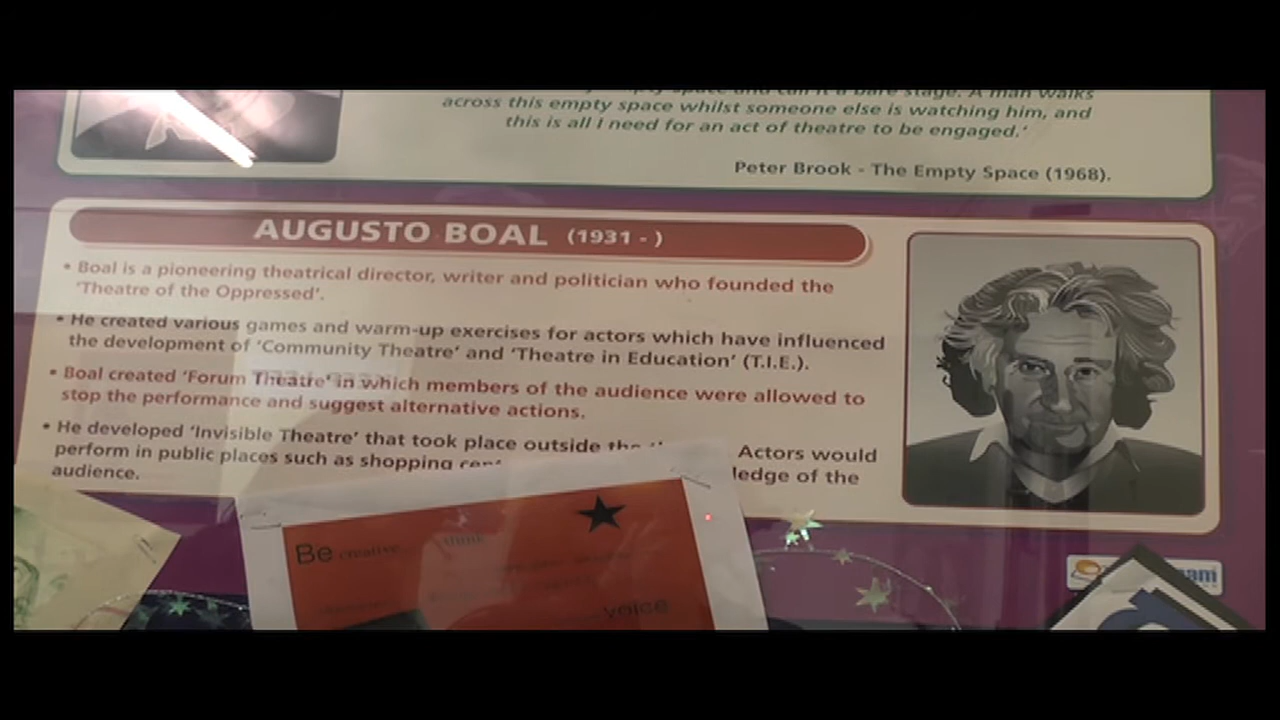 across this empty space whilst someone else is watching him, and
this is all I need for an act of theatre to be engaged.'
Peter Brook - The Empty Space (1968).
AUGUSTO BOAL (1931 - )
• Boal is a pioneering theatrical director, writer and politician who founded the
'Theatre of the Oppressed'.
• He created various games and warm-up exercises for actors which have influenced
the development of 'Community Theatre' and 'Theatre in Education' (T.I.E.).
• Boal created 'Forum Theatre' in which members of the audience were allowed to
stop the performance and suggest alternative actions.
• He developed 'Invisible Theatre' that took place outside the Actors would
perform in public places such as shopping of the
audience.
Be creative think
voice